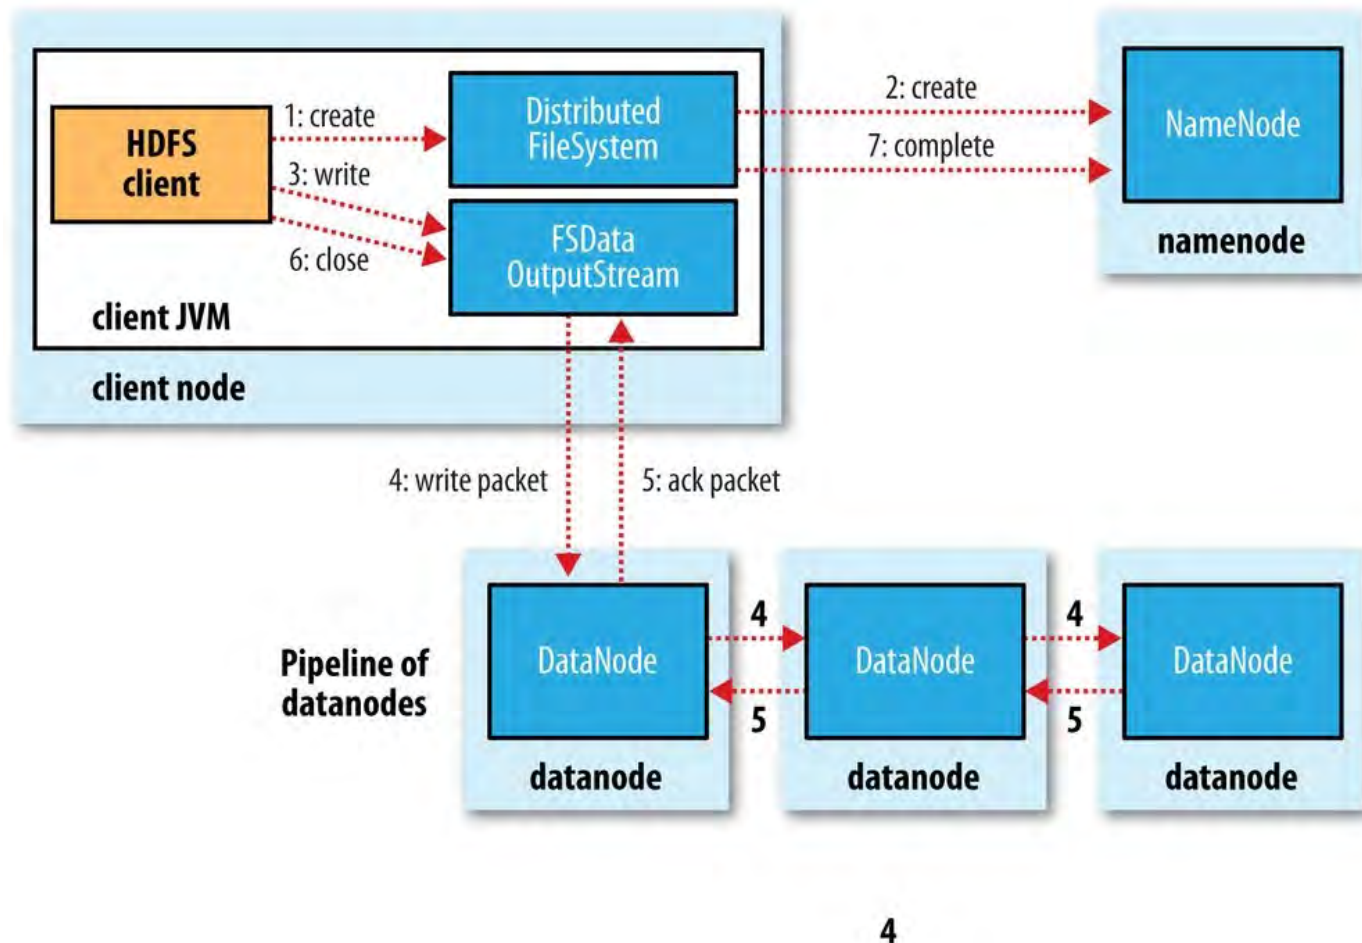 HDFS
client
1: create
3: write
6: close
Distributed
FileSystem
FSData
OutputStream
client JVM
client node
2: create
7: complete
NameNode
namenode
4: write packet
5: ack packet
Pipeline of
datanodes
DataNode
datanode
4
5
DataNode
datanode
4
5
DataNode
datanode
4